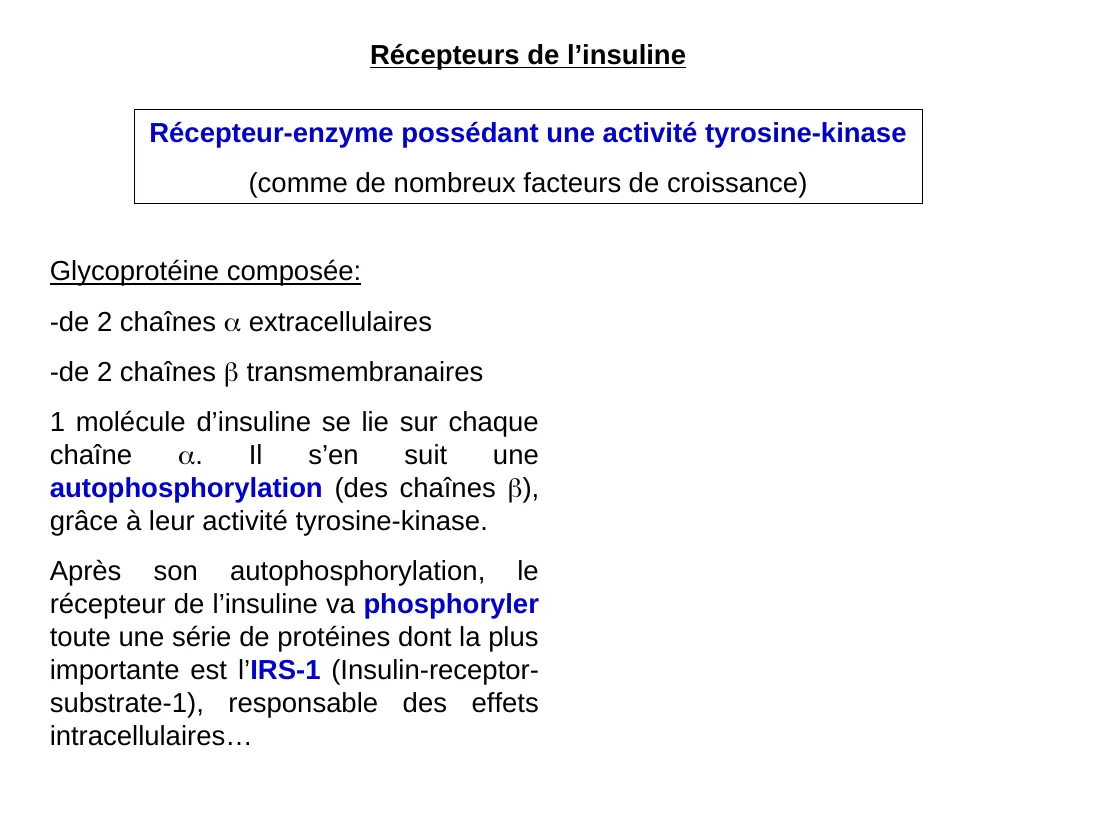 Récepteurs de l’insuline
Récepteur-enzyme possédant une activité tyrosine-kinase
(comme de nombreux facteurs de croissance)
Glycoprotéine composée:
-de 2 chaînes α extracellulaires
-de 2 chaînes β transmembranaires
1 molécule d’insuline se lie sur chaque
chaîne α. Il s’en suit une
autophosphorylation (des chaînes β),
grâce à leur activité tyrosine-kinase.
Après son autophosphorylation, le
récepteur de l’insuline va phosphoryler
toute une série de protéines dont la plus
importante est l’IRS-1 (Insulin-receptor-
substrate-1), responsable des effets
intracellulaires…